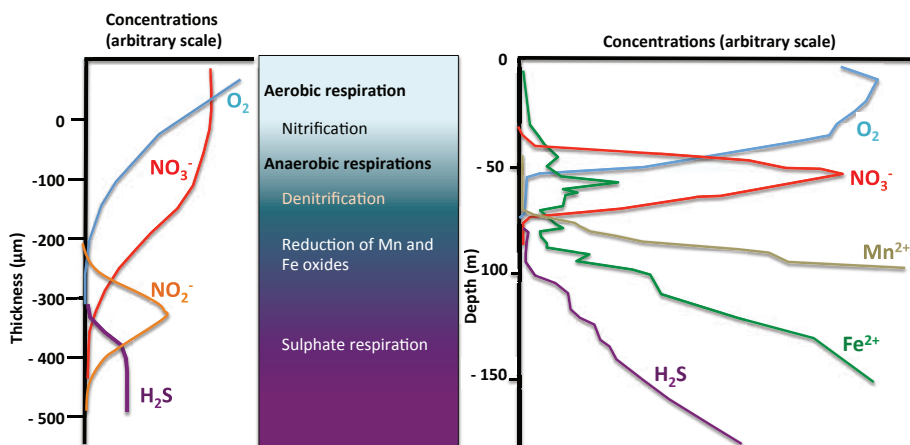 Concentrations
(arbitrary scale)
0
- 100
- 200
- 300
- 400
- 500
Thickness (µm)
O₂
NO₃⁻
NO₂⁻
H₂S
Aerobic respiration
Nitrification
Anaerobic respirations
Denitrification
Reduction of Mn and
Fe oxides
Sulphate respiration
Concentrations (arbitrary scale)
0
- 50
- 100
- 150
Depth (m)
O₂
NO₃⁻
Mn²⁺
Fe²⁺
H₂S